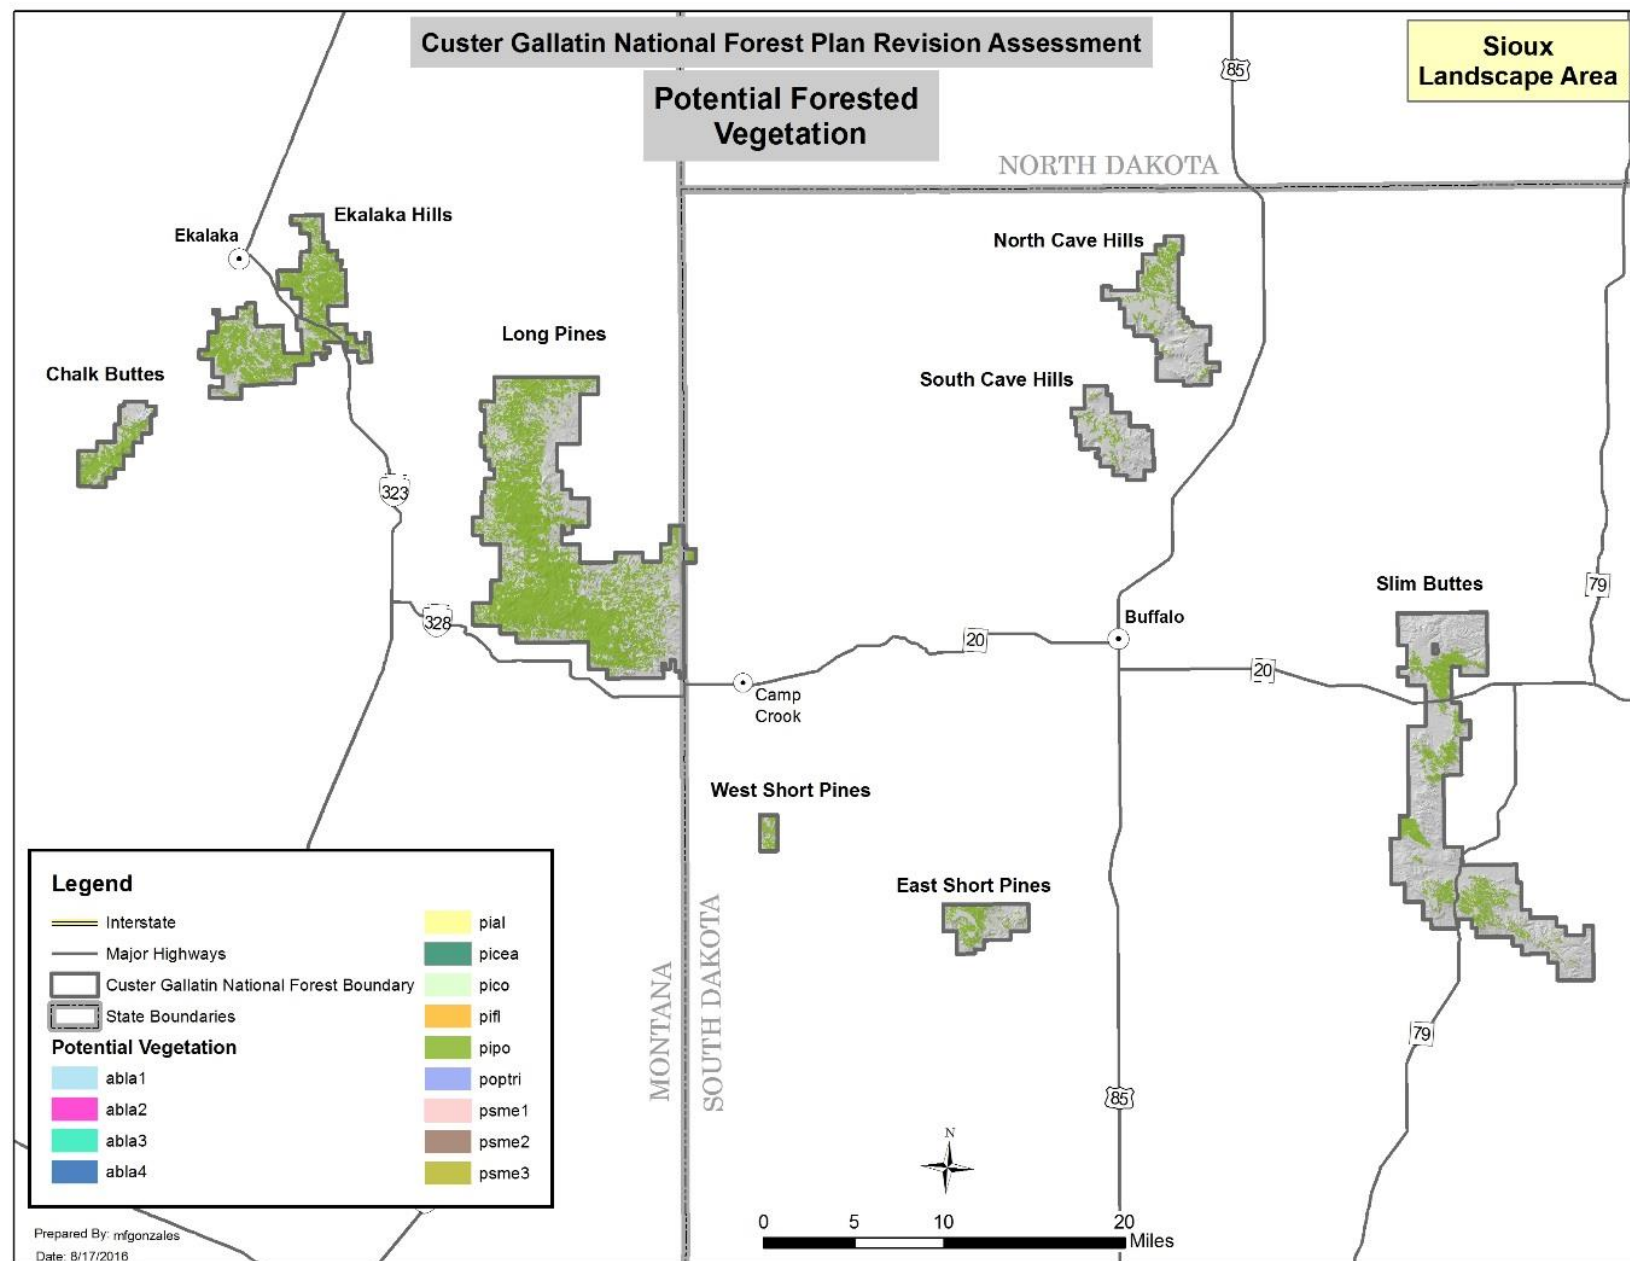 Custer Gallatin National Forest Plan Revision Assessment
Sioux
Landscape Area
Potential Forested
Vegetation
85
NORTH DAKOTA
Ekalaka Hills
Ekalaka
North Cave Hills
Long Pines
Chalk Buttes
South Cave Hills
323
Slim Buttes
79
328
Buffalo
20
20
Camp
Crook
West Short Pines
East Short Pines
MONTANA
SOUTH DAKOTA
79
85
Legend
Interstate
Major Highways
Custer Gallatin National Forest Boundary
State Boundaries
Potential Vegetation
abla1
abla2
abla3
abla4
pial
picea
pico
pifl
pipo
poptri
psme1
psme2
psme3
N
0 5 10 20
Miles
Prepared By: mfgonzales
Date: 8/17/2016